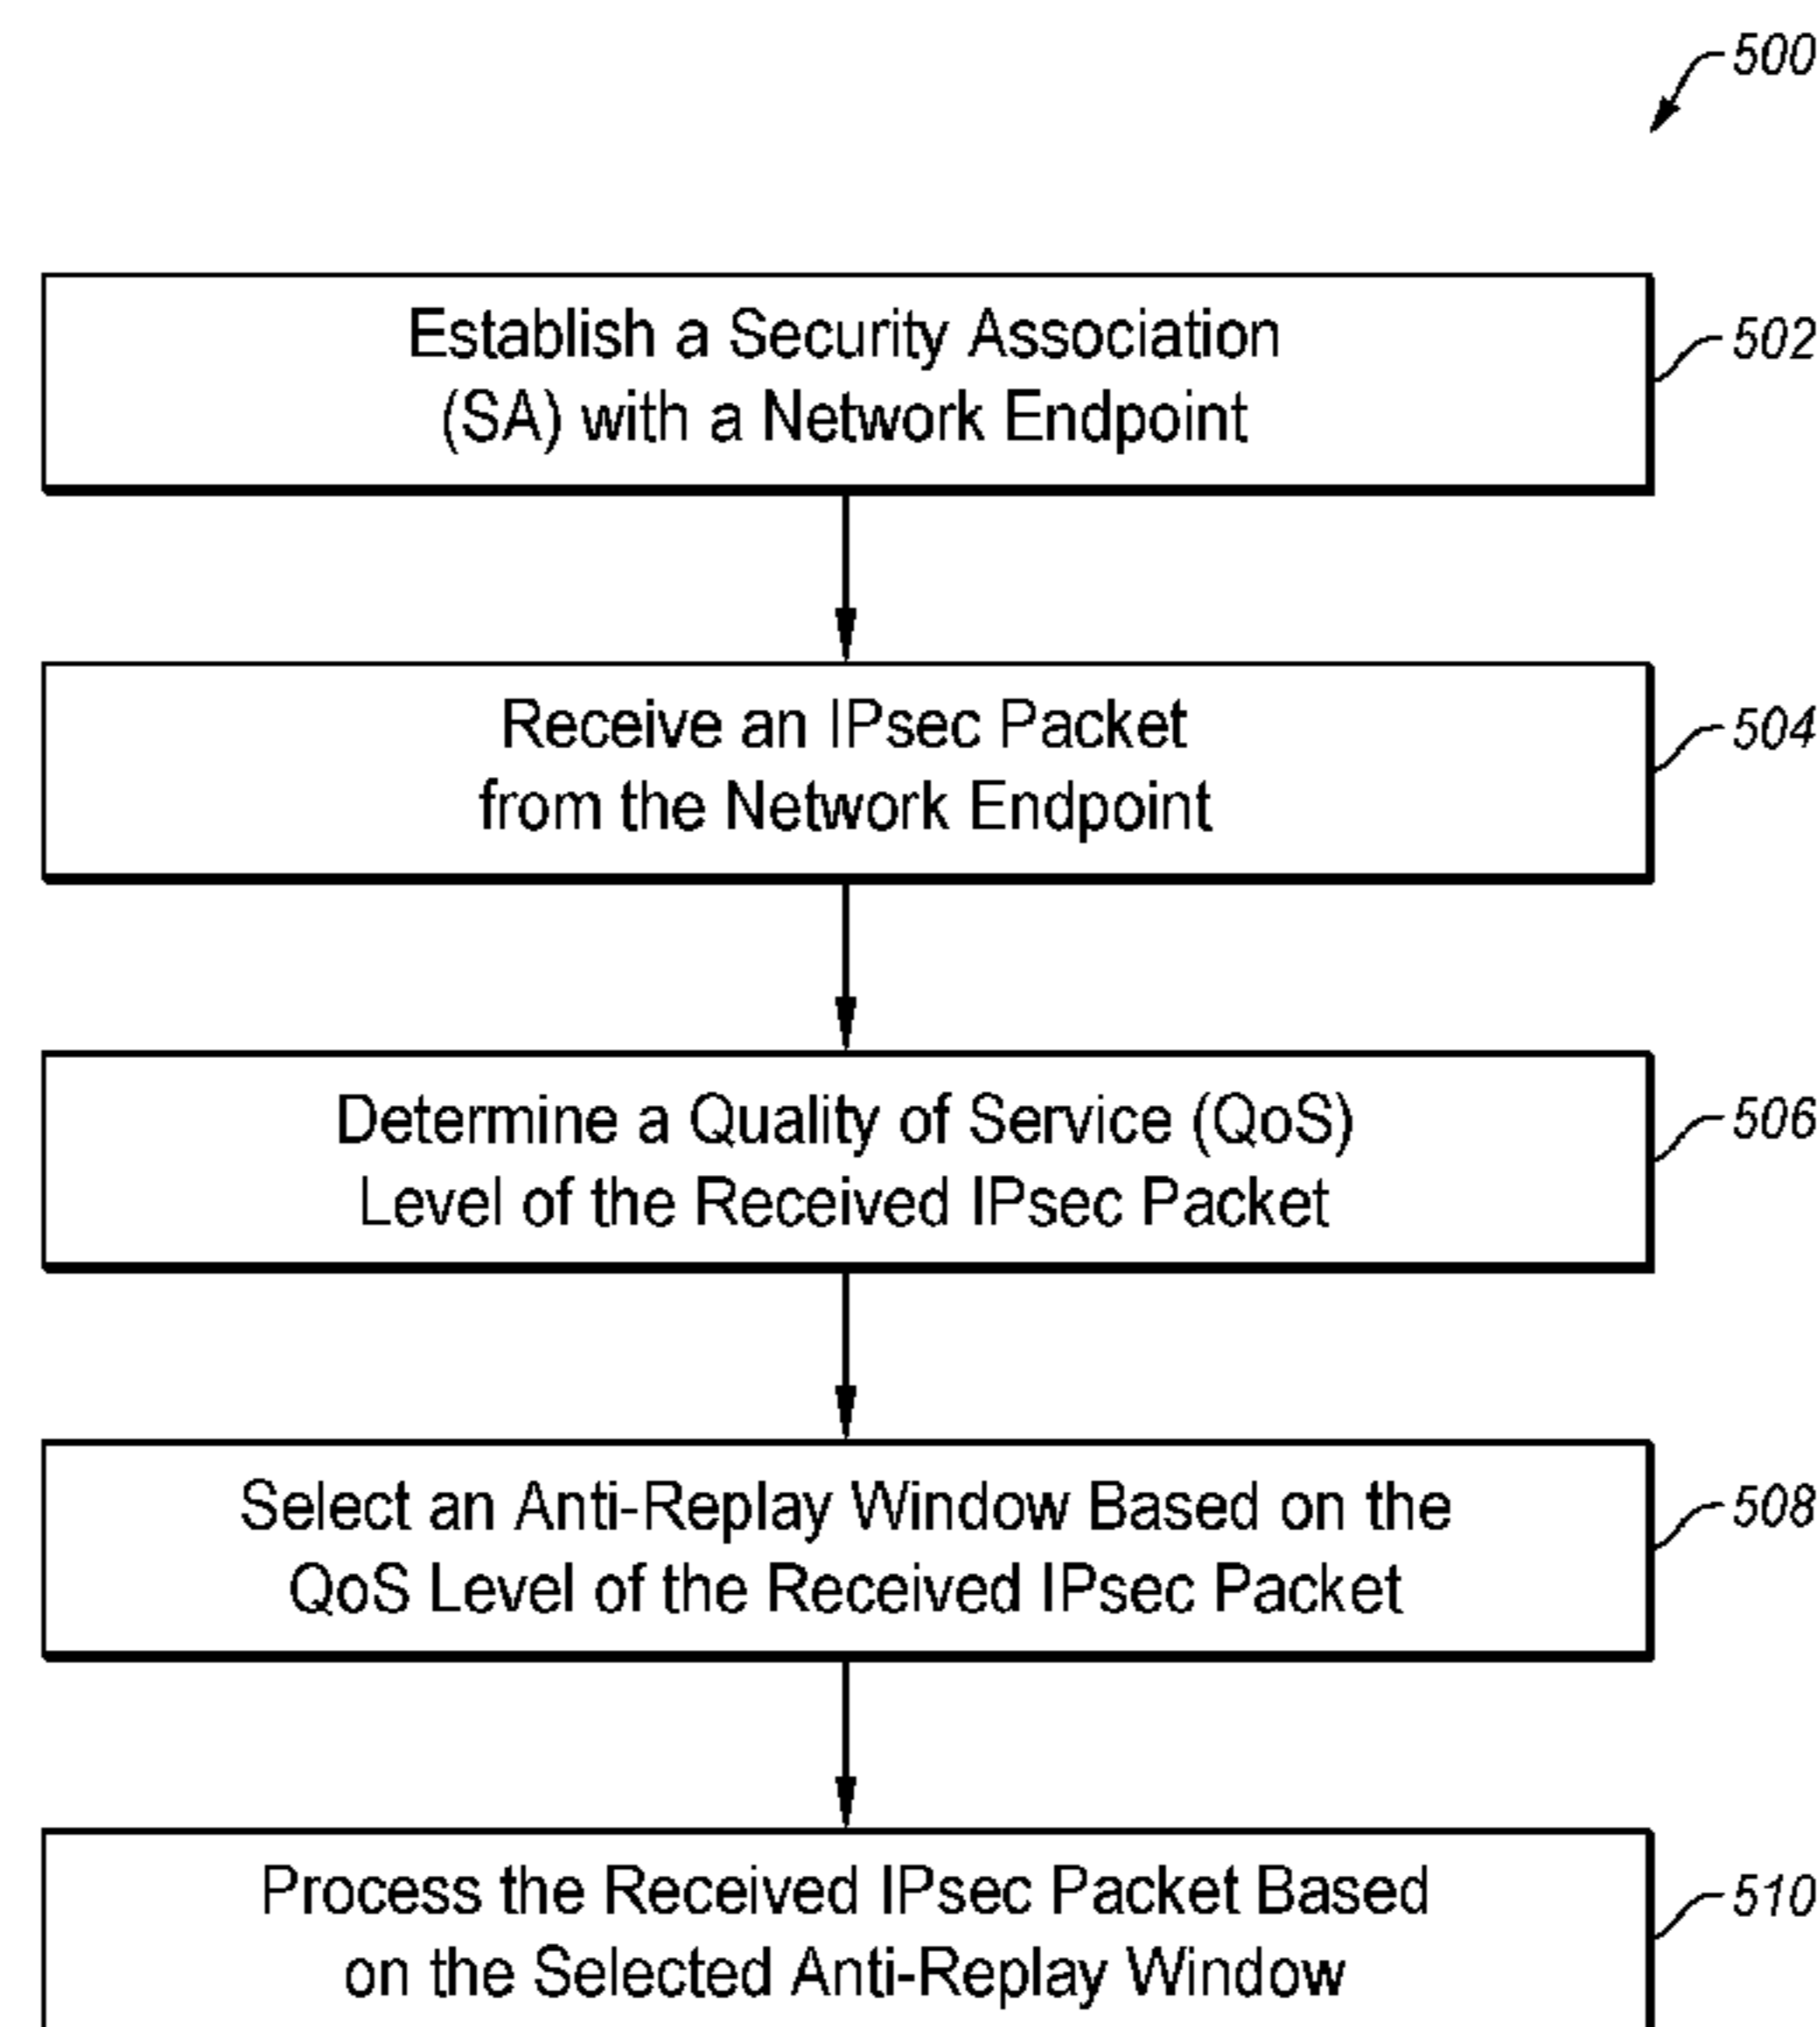 500
Establish a Security Association
(SA) with a Network Endpoint
502
Receive an IPsec Packet
from the Network Endpoint
504
Determine a Quality of Service (QoS)
Level of the Received IPsec Packet
506
Select an Anti-Replay Window Based on the
QoS Level of the Received IPsec Packet
508
Process the Received IPsec Packet Based
on the Selected Anti-Replay Window
510